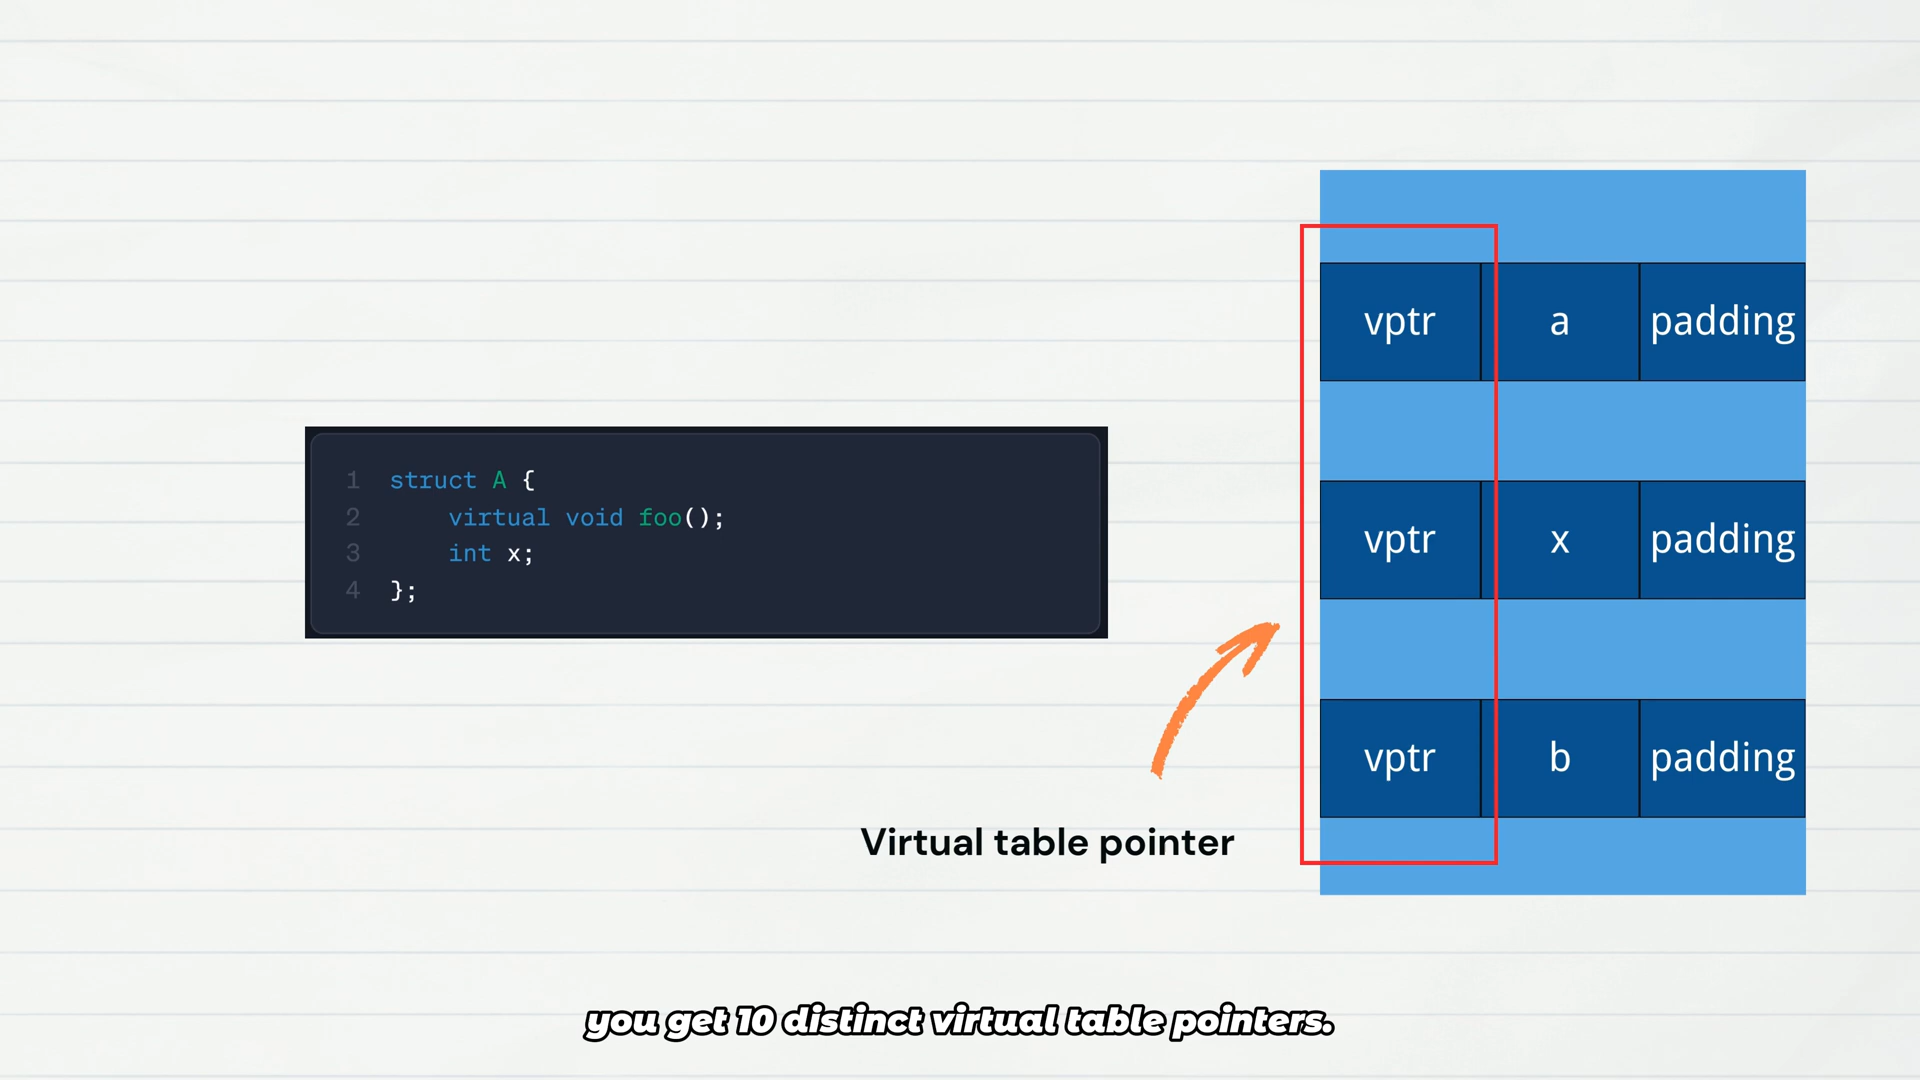 1 struct A {
2     virtual void foo();
3     int x;
4 };
vptr a padding
vptr x padding
vptr b padding
Virtual table pointer
you get 10 distinct virtual table pointers.